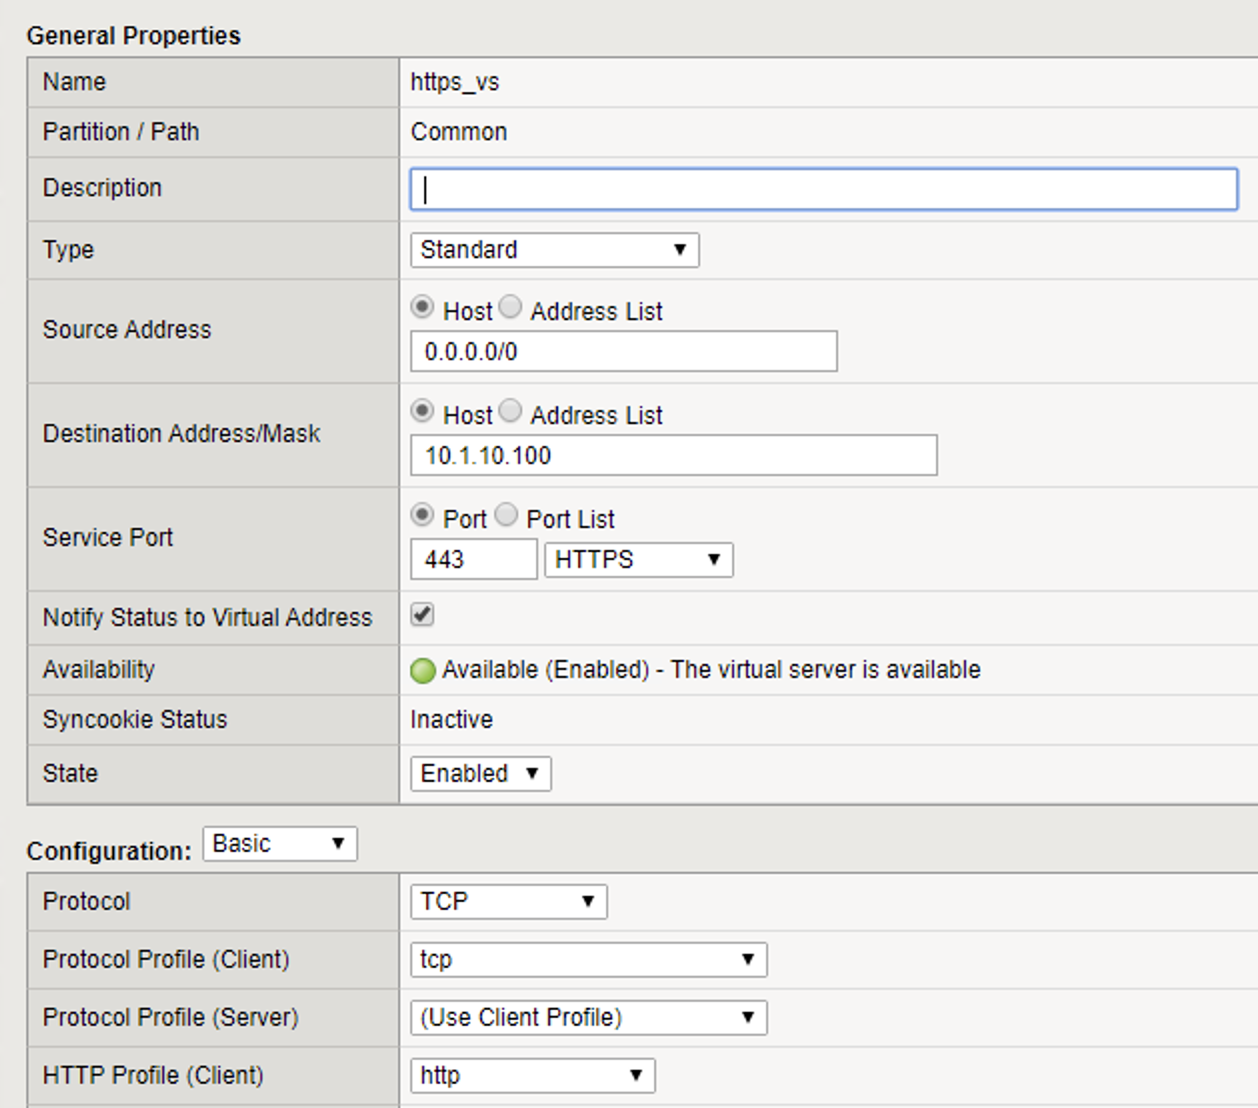 General Properties
Name https_vs
Partition / Path Common
Description
Type Standard
Source Address
Host Address List
0.0.0.0/0
Destination Address/Mask
Host Address List
10.1.10.100
Service Port
Port Port List
443 HTTPS
Notify Status to Virtual Address
Availability Available (Enabled) - The virtual server is available
Syncookie Status Inactive
State Enabled
Configuration: Basic
Protocol TCP
Protocol Profile (Client) tcp
Protocol Profile (Server) (Use Client Profile)
HTTP Profile (Client) http